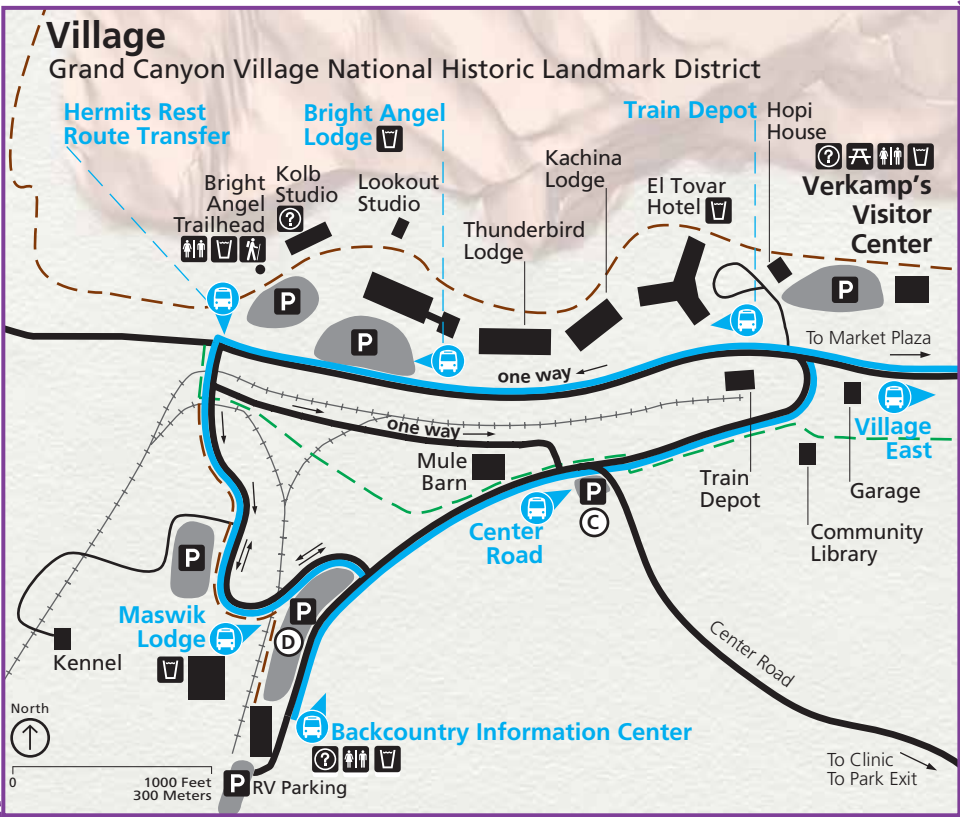 Village
Grand Canyon Village National Historic Landmark District
Hermits Rest
Route Transfer
Bright Angel
Lodge
Train Depot
Hopi
House
Verkamp's
Visitor
Center
Bright
Angel
Trailhead
Kolb
Studio
?
Lookout
Studio
Kachina
Lodge
Thunderbird
Lodge
El Tovar
Hotel
?
P
P
P
To Market Plaza
one way
one way
Village
East
Mule
Barn
Train
Depot
Garage
Community
Library
Center
Road
P
C
P
P
D
Maswik
Lodge
Kennel
Center Road
North
Backcountry Information Center
?
0
1000 Feet
300 Meters
P
RV Parking
To Clinic
To Park Exit